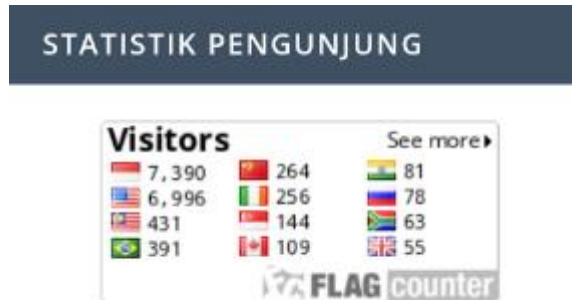 STATISTIK PENGUNJUNG
Visitors See more
7,390 264 81
6,996 256 78
431 144 63
391 109 55
FLAG counter